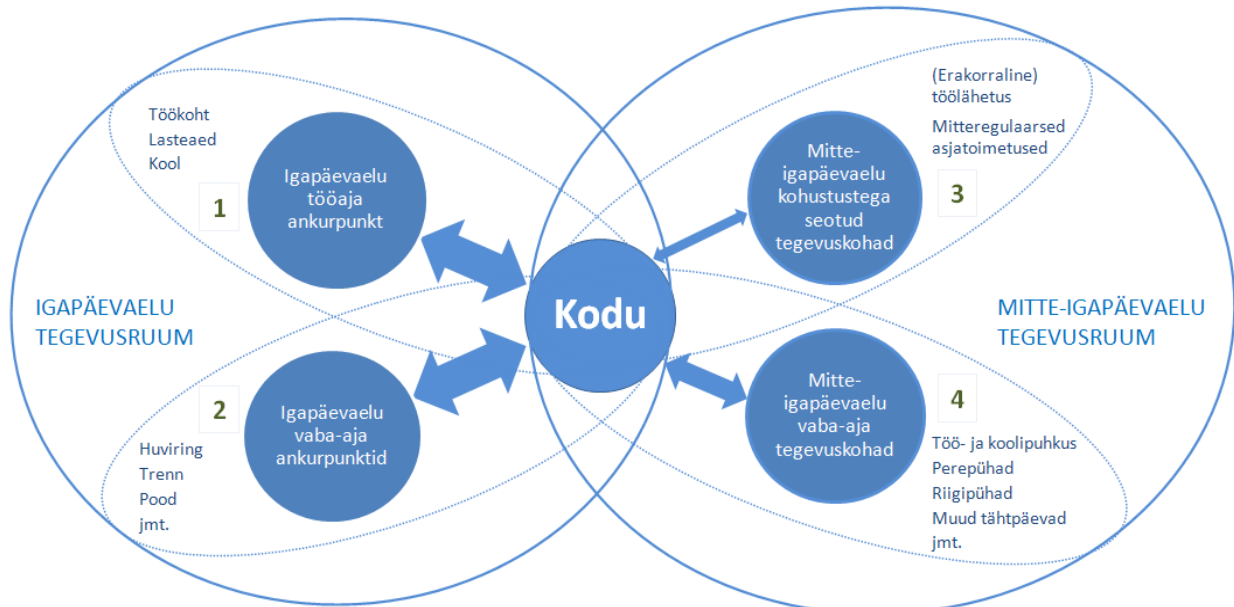 Töökoht
Lasteaed
Kool
1
Igapäevaelu
tööaja
ankurpunkt
IGAPÄEVAELU
TEGEVUSRUUM
2
Huviring
Trenn
Pood
jmt.
Igapäevaelu
vaba-aja
ankurpunktid
Kodu
Mitte-
igapäevaelu
kohustustega
seotud
tegevuskohad
(Erakorraline)
töölähetus
Mitteregulaarsed
asjatoimetused
3
MITTE-IGAPÄEVAELU
TEGEVUSRUUM
Mitte-
igapäevaelu
vaba-aja
tegevuskohad
4
Töö- ja koolipuhkus
Perepühad
Riigipühad
Muud tähtpäevad
jmt.